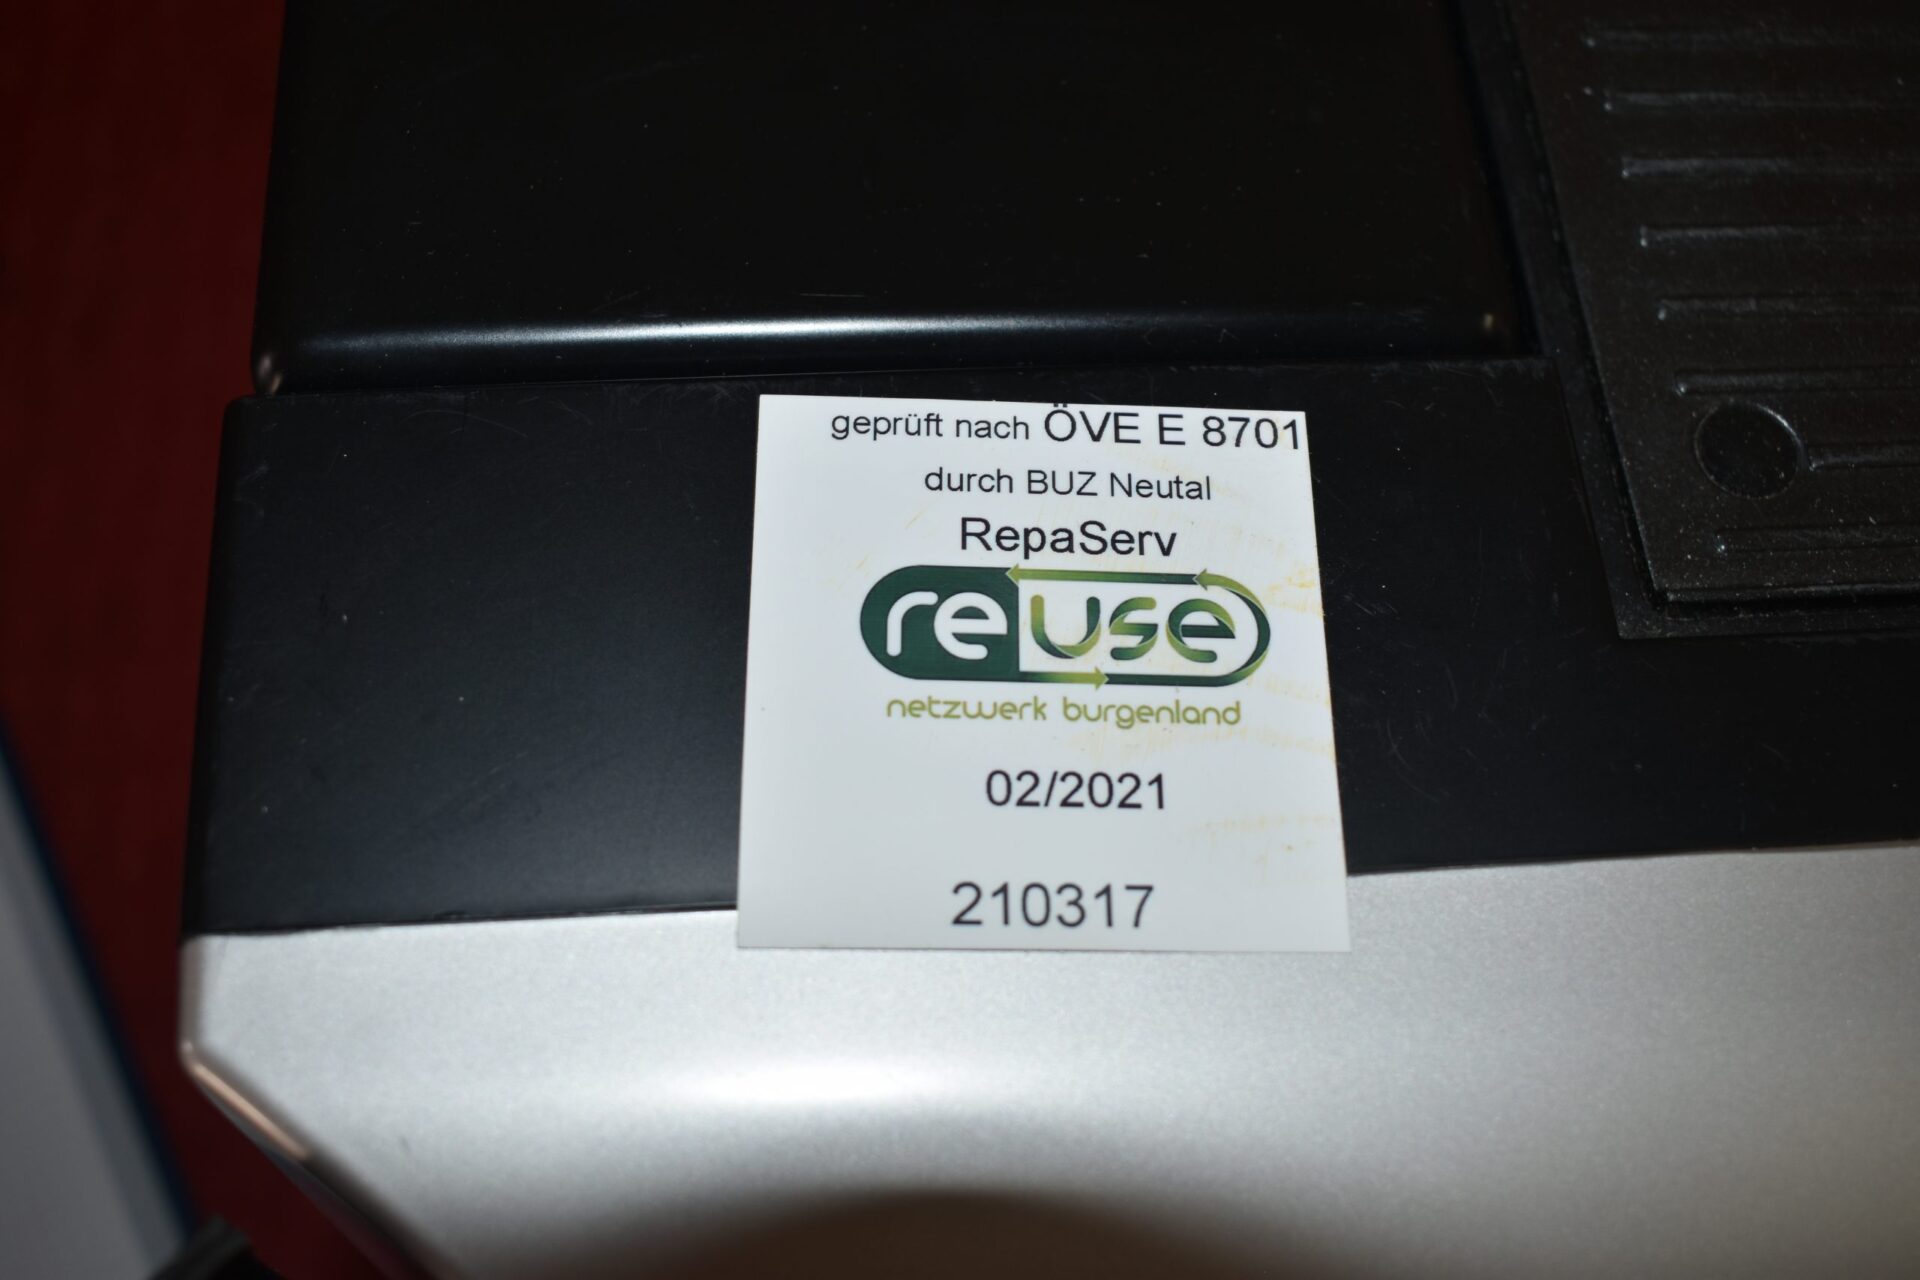 geprüft nach ÖVE E 8701
durch BUZ Neutal
RepaServ
reuse
netzwerk burgenland
02/2021
210317